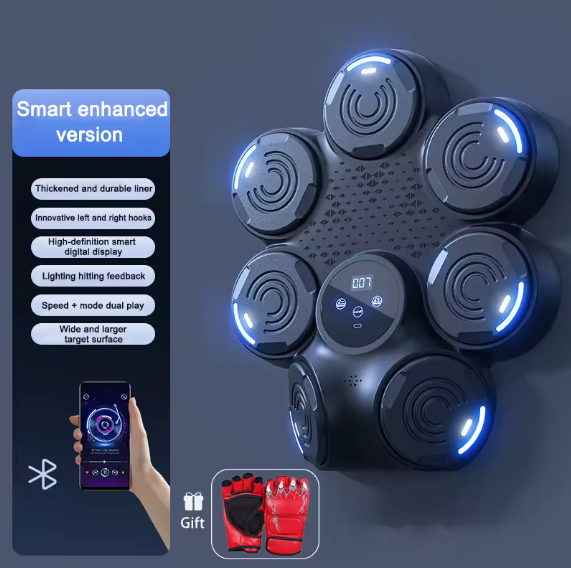 Smart enhanced
version
Thickened and durable liner
Innovative left and right hooks
High-definition smart
digital display
Lighting hitting feedback
Speed + mode dual play
Wide and larger
target surface
007
Gift